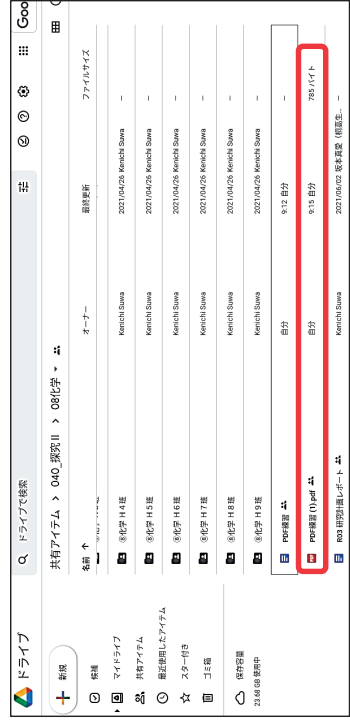 ドライブ
ドライブで検索
Goo
新規
候補
マイドライブ
共有アイテム
最近使用したアイテム
スター付き
ゴミ箱
保存容量
23.68 GB 使用中
共有アイテム > 040_探究Ⅱ > 08化学
名前 ↑ オーナー 最終更新 ファイルサイズ
⑧化学 H 4 班 Kenichi Suwa 2021/04/26 Kenichi Suwa –
⑧化学 H 5 班 Kenichi Suwa 2021/04/26 Kenichi Suwa –
⑧化学 H 6 班 Kenichi Suwa 2021/04/26 Kenichi Suwa –
⑧化学 H 7 班 Kenichi Suwa 2021/04/26 Kenichi Suwa –
⑧化学 H 8 班 Kenichi Suwa 2021/04/26 Kenichi Suwa –
⑧化学 H 9 班 Kenichi Suwa 2021/04/26 Kenichi Suwa –
PDF練習 自分 9:12 自分 –
PDF練習 (1).pdf 自分 9:15 自分 785 バイト
R03 研究計画レポート Kenichi Suwa 2021/06/02 坂本真愛 (桐高生... –